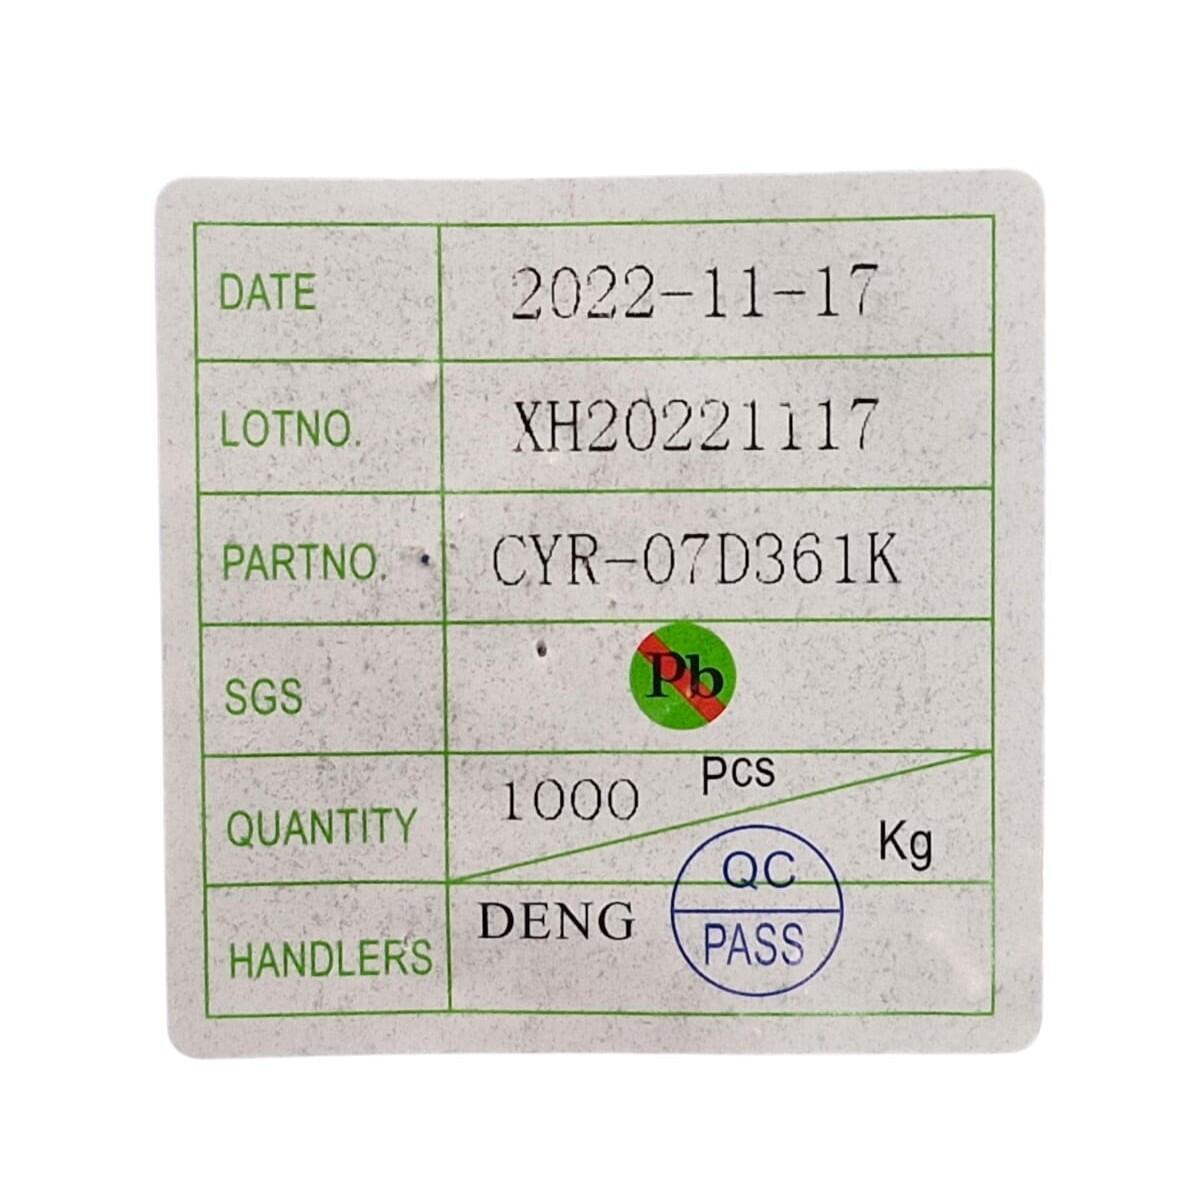 DATE 2022-11-17
LOTNO. XH20221117
PARTNO. CYR-07D361K
SGS Pb
QUANTITY 1000 Pcs Kg
HANDLERS DENG
QC
PASS